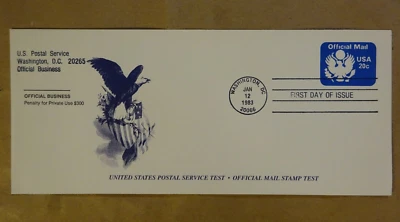 U.S. Postal Service
Washington, D.C. 20265
Official Business
OFFICIAL BUSINESS
Penalty for Private Use $300
Official Mail
USA
20c
WASHINGTON, DC
JAN
12
1983
20066
FIRST DAY OF ISSUE
UNITED STATES POSTAL SERVICE TEST • OFFICIAL MAIL STAMP TEST